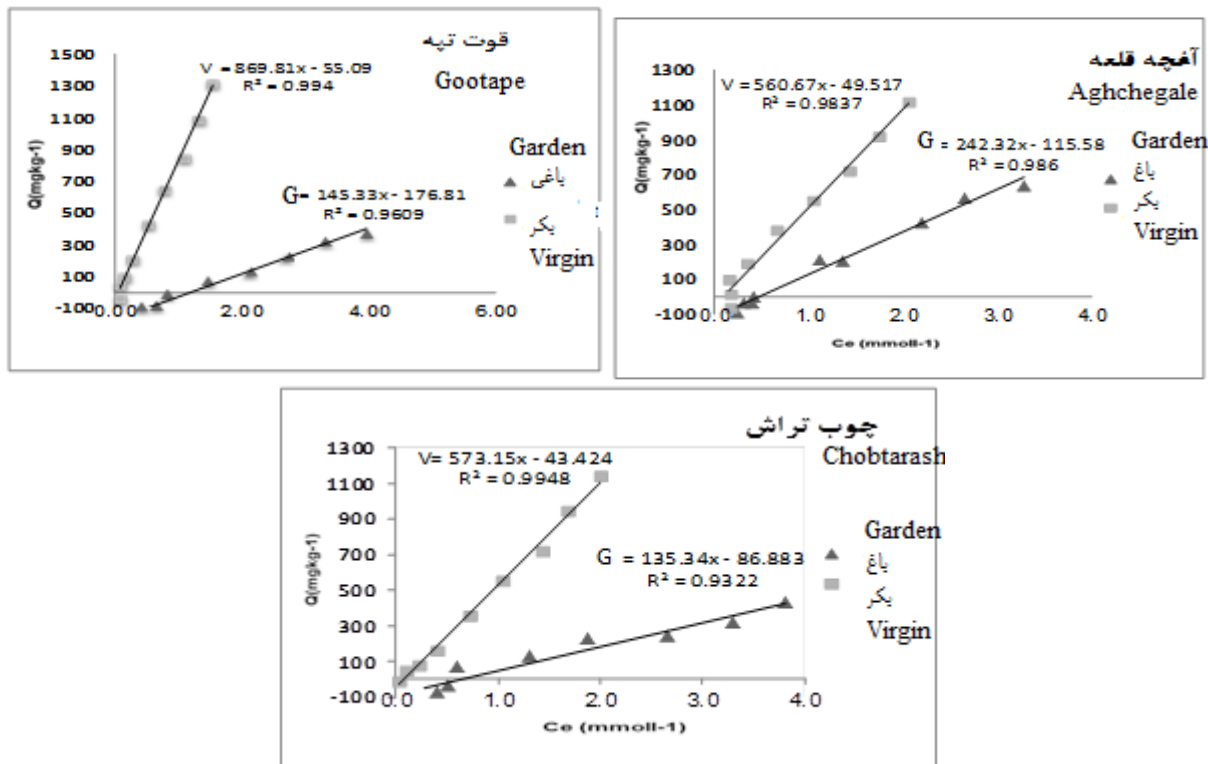 قوت تپه
Gootape
1500
1300
1100
900
700
500
300
100
-100
Q(mgkg-1)
V = 869.81x - 55.09
R² = 0.994
G= 145.33x - 176.81
R² = 0.9609
Garden
باغی
بکر
Virgin
0.00
2.00
4.00
6.00
آغچه قلعه
Aghchegale
1300
1100
900
700
500
300
100
-100
Q(mgkg-1)
V = 560.67x - 49.517
R² = 0.9837
G = 242.32x - 115.58
R² = 0.986
Garden
باغ
بکر
Virgin
0.0
1.0
2.0
3.0
4.0
Ce (mmoll-1)
چوب تراش
Chobtarash
1300
1100
900
700
500
300
100
-100
Q(mgkg-1)
V= 573.15x - 43.424
R² = 0.9948
G = 135.34x - 86.883
R² = 0.9322
Garden
باغ
بکر
Virgin
0.0
1.0
2.0
3.0
4.0
Ce (mmoll-1)